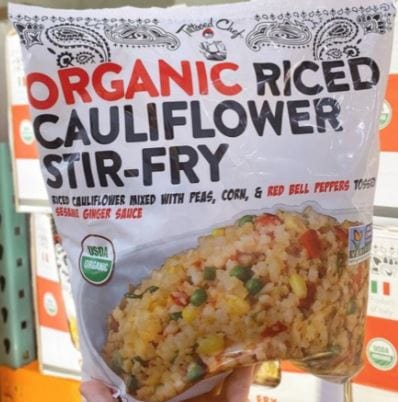 Tattooed Chef
ORGANIC RICED
CAULIFLOWER
STIR-FRY
RICED CAULIFLOWER MIXED WITH PEAS, CORN, & RED BELL PEPPERS TOSSED
SESAME GINGER SAUCE
USDA
ORGANIC